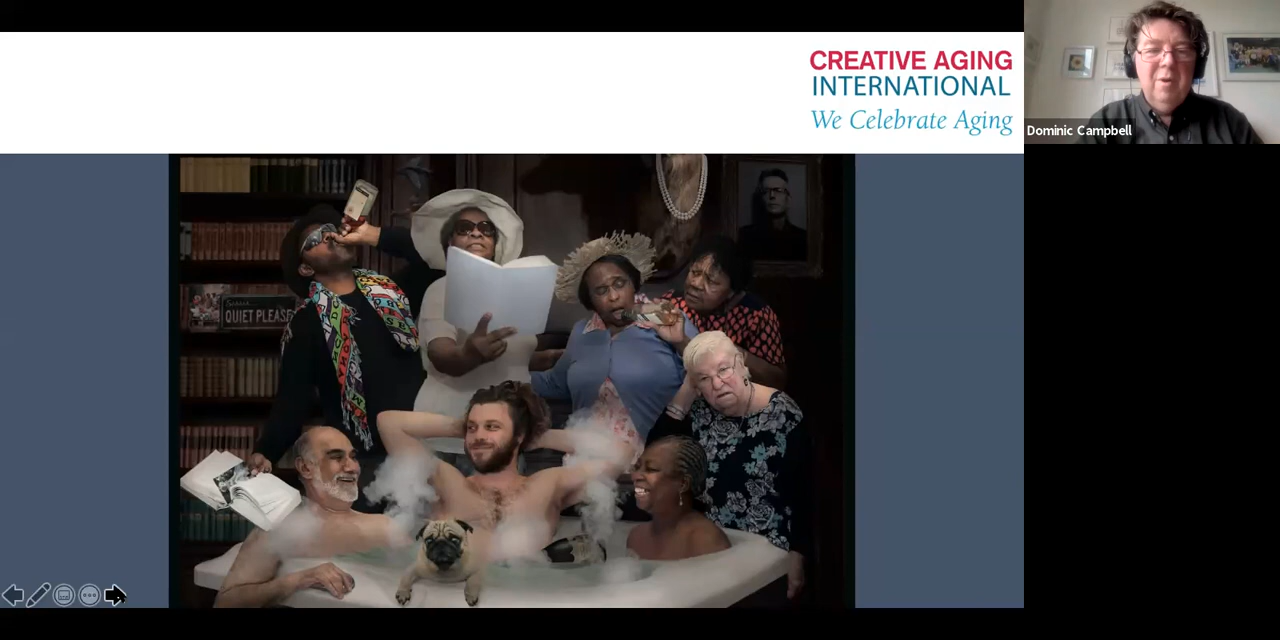 CREATIVE AGING
INTERNATIONAL
We Celebrate Aging
Dominic Campbell
QUIET PLEASE